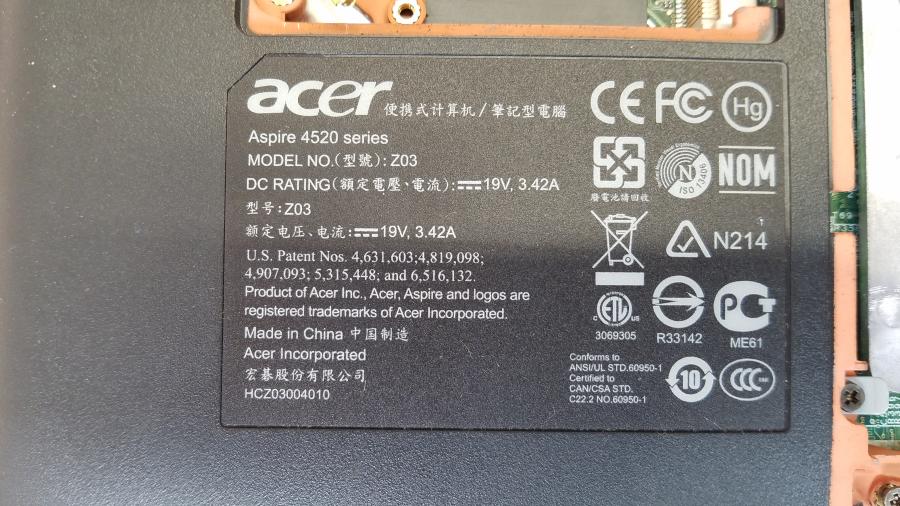 acer 便携式计算机 / 筆記型電腦
Aspire 4520 series
MODEL NO.(型號): Z03
DC RATING(額定電壓、電流): 19V, 3.42A
型号: Z03
额定电压、电流: 19V, 3.42A
U.S. Patent Nos. 4,631,603;4,819,098;
4,907,093; 5,315,448; and 6,516,132.
Product of Acer Inc., Acer, Aspire and logos are
registered trademarks of Acer Incorporated.
Made in China 中国制造
Acer Incorporated
宏碁股份有限公司
HCZ03004010
CE FC Hg
廢電池請回收
N
ISO 13406
NOM
N214
c ETL us
3069305
R33142
PCT
ME61
Conforms to
ANSI/UL STD.60950-1
Certified to
CAN/CSA STD.
C22.2 NO.60950-1
10
CCC